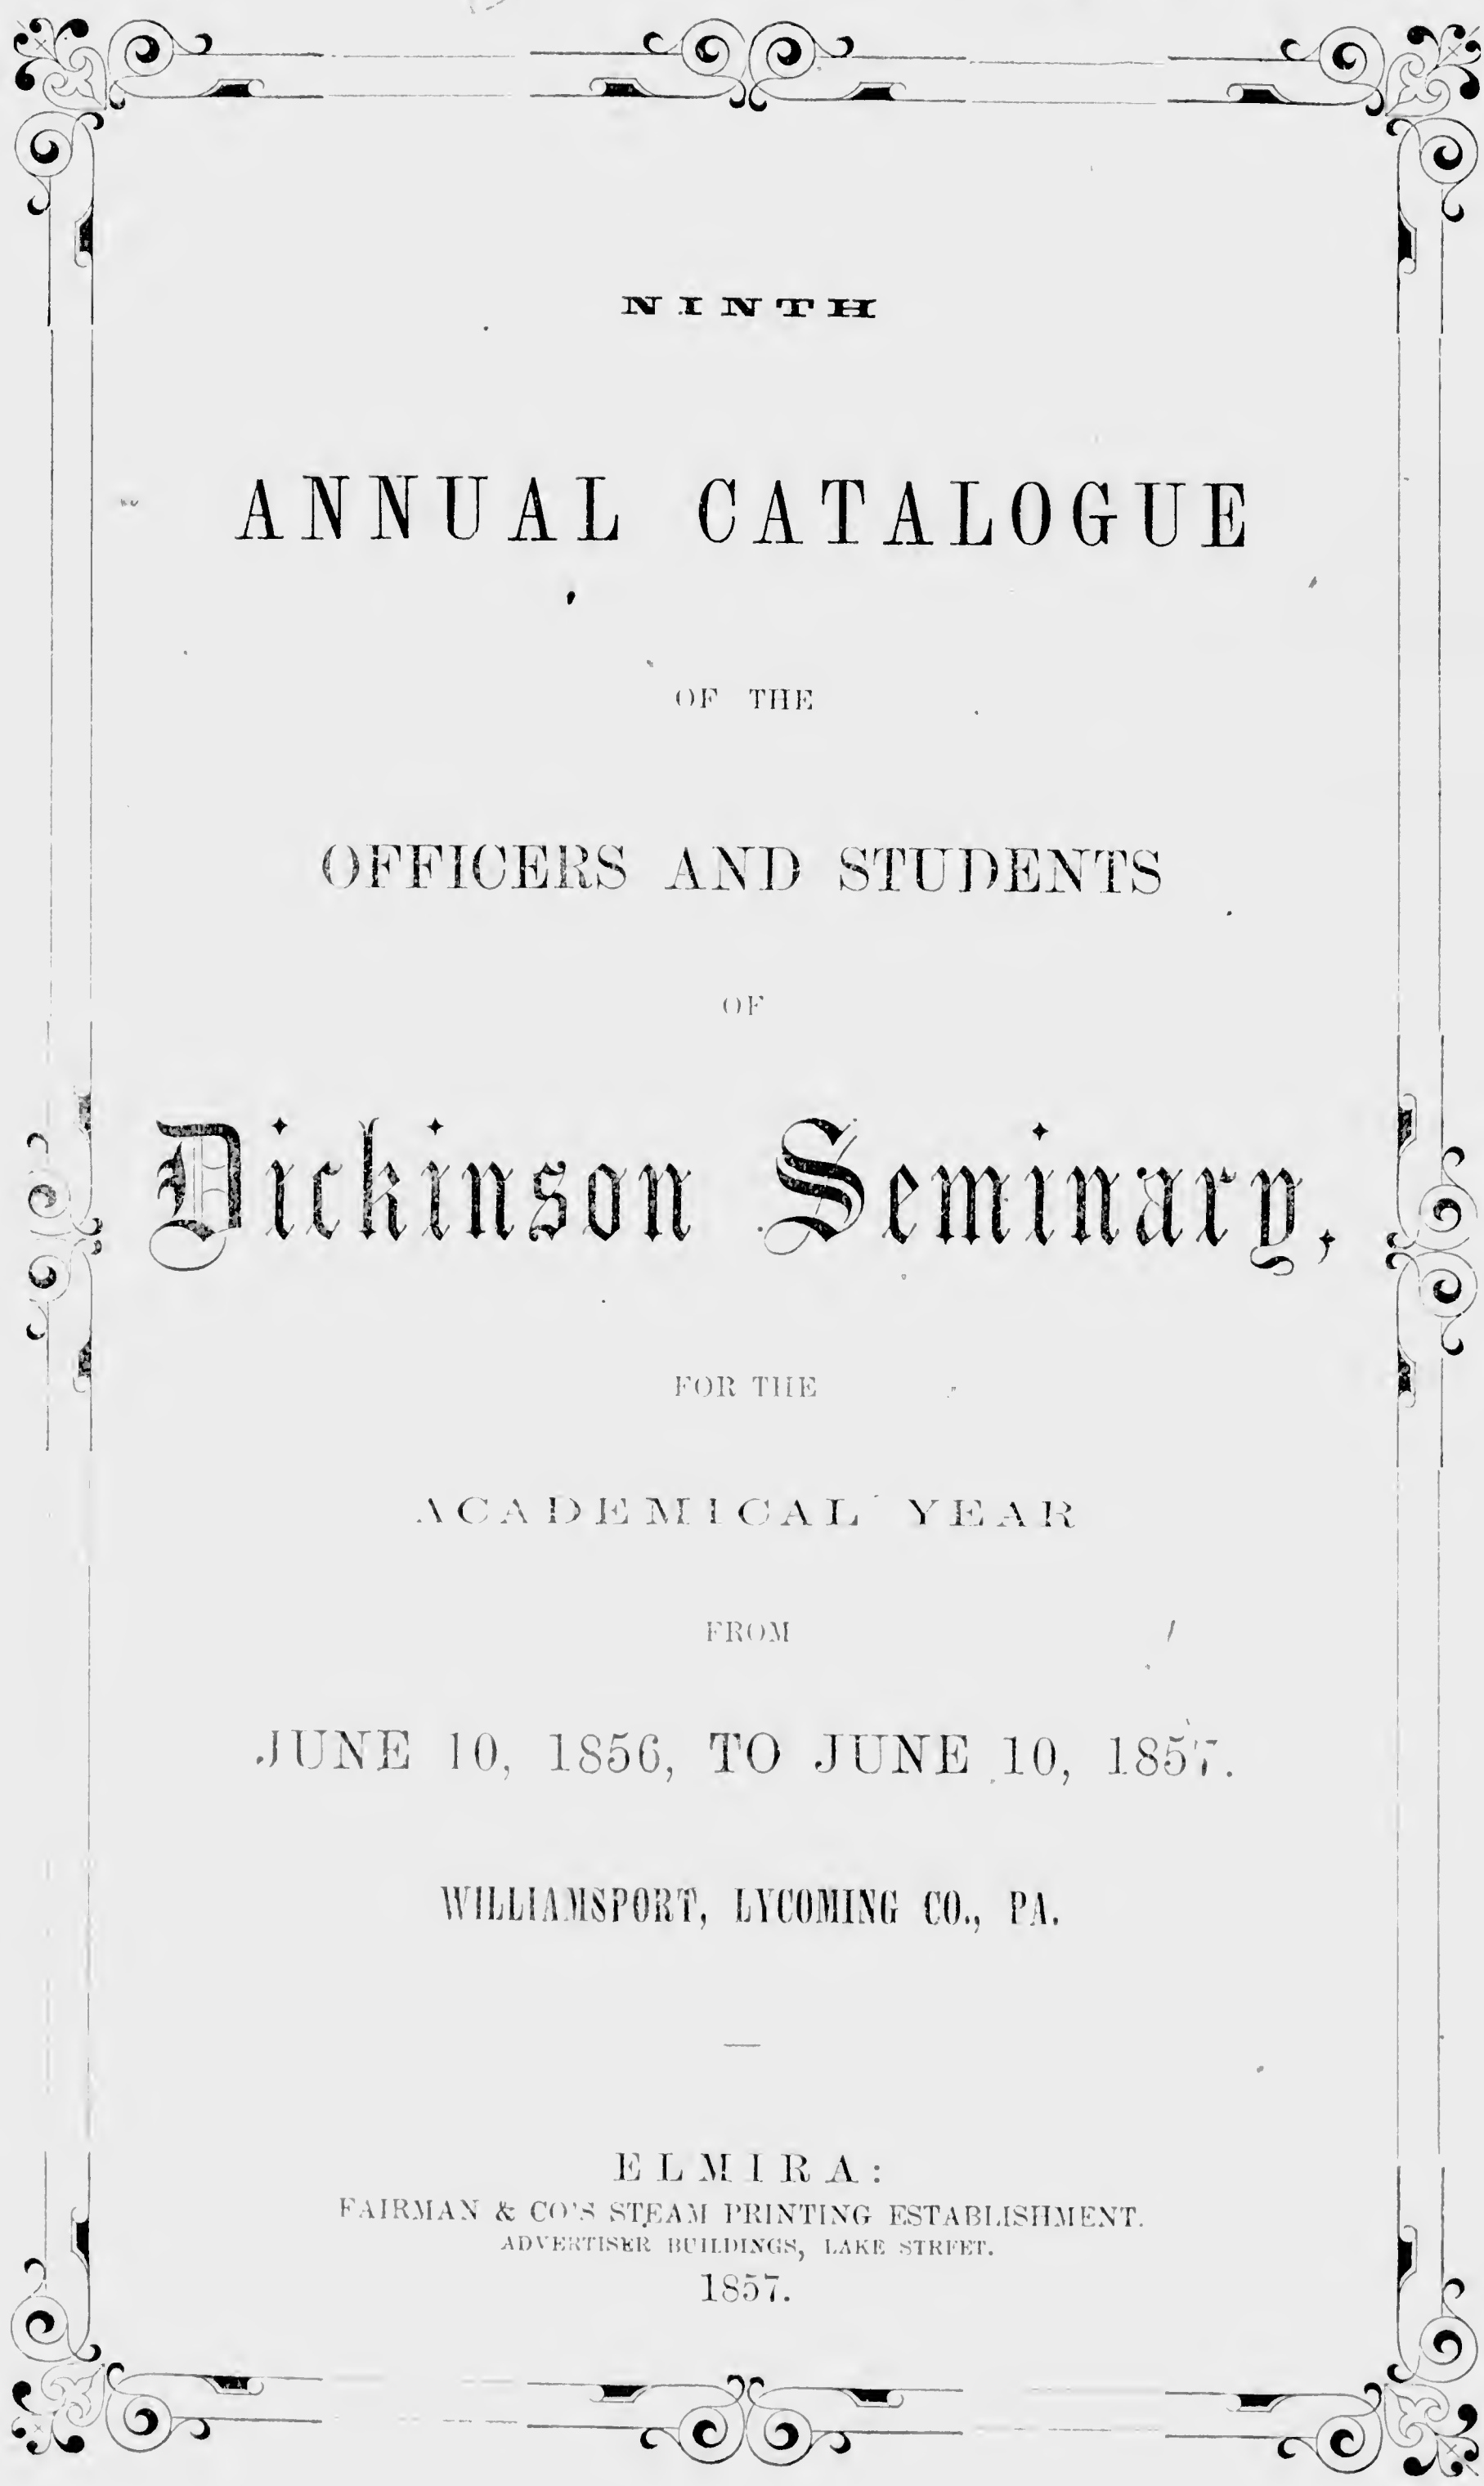 NINTH
ANNUAL CATALOGUE
OF THE
OFFICERS AND STUDENTS
OF
Dickinson Seminary,
FOR THE
ACADEMICAL YEAR
FROM
JUNE 10, 1856, TO JUNE 10, 1857.
WILLIAMSPORT, LYCOMING CO., PA.
ELMIRA:
FAIRMAN & CO'S STEAM PRINTING ESTABLISHMENT.
ADVERTISER BUILDINGS, LAKE STREET.
1857.